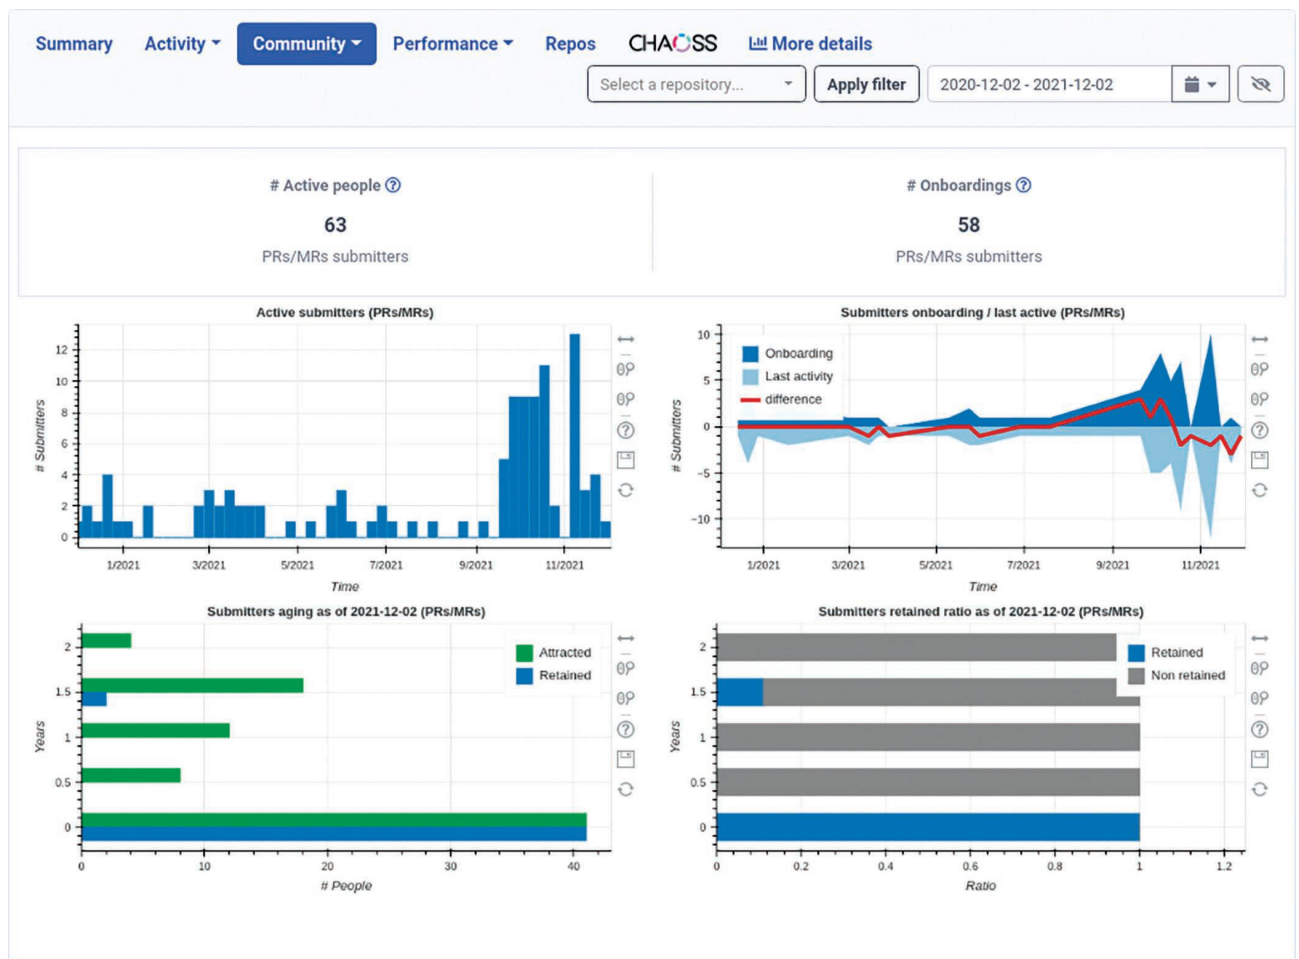 Summary Activity Community Performance Repos CHAOSS More details
Select a repository... Apply filter 2020-12-02 - 2021-12-02
# Active people ? # Onboardings ?
63 58
PRs/MRs submitters PRs/MRs submitters
Active submitters (PRs/MRs)
# Submitters
12
10
8
6
4
2
0
1/2021 3/2021 5/2021 7/2021 9/2021 11/2021
Time
Submitters onboarding / last active (PRs/MRs)
# Submitters
10
5
0
−5
−10
Onboarding
Last activity
difference
1/2021 3/2021 5/2021 7/2021 9/2021 11/2021
Time
Submitters aging as of 2021-12-02 (PRs/MRs)
Years
2
1.5
1
0.5
0
Attracted
Retained
0 10 20 30 40
# People
Submitters retained ratio as of 2021-12-02 (PRs/MRs)
Years
2
1.5
1
0.5
0
Retained
Non retained
0 0.2 0.4 0.6 0.8 1 1.2
Ratio